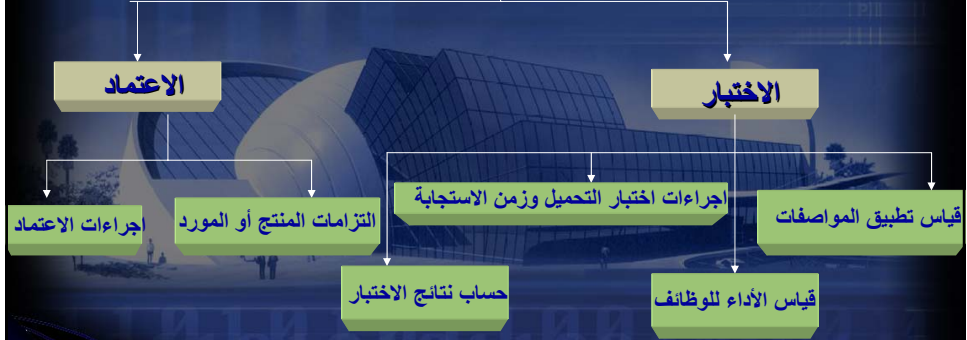 الاختبار
الاعتماد
قياس تطبيق المواصفات
اجراءات اختبار التحميل وزمن الاستجابة
التزامات المنتج أو المورد
اجراءات الاعتماد
قياس الأداء للوظائف
حساب نتائج الاختبار